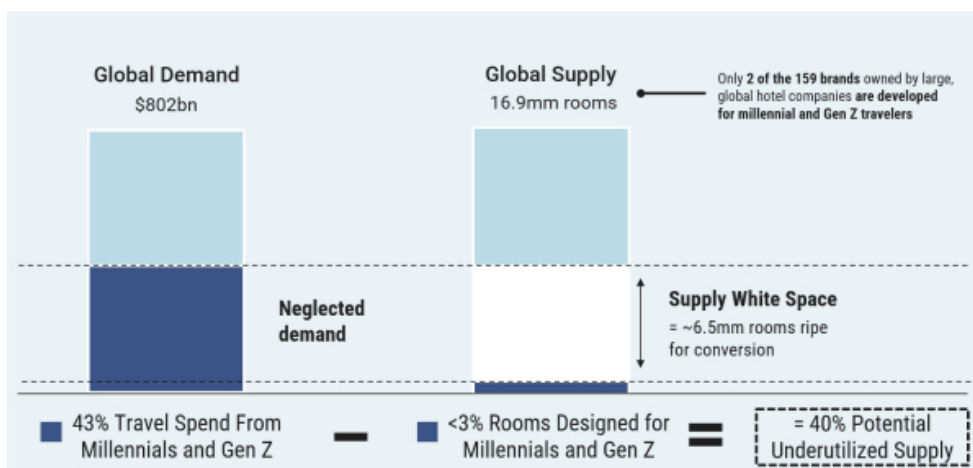 Global Demand
$802bn
Global Supply
16.9mm rooms
Only 2 of the 159 brands owned by large,
global hotel companies are developed
for millennial and Gen Z travelers
Neglected
demand
Supply White Space
= ~6.5mm rooms ripe
for conversion
43% Travel Spend From
Millennials and Gen Z
<3% Rooms Designed for
Millennials and Gen Z
= 40% Potential
Underutilized Supply